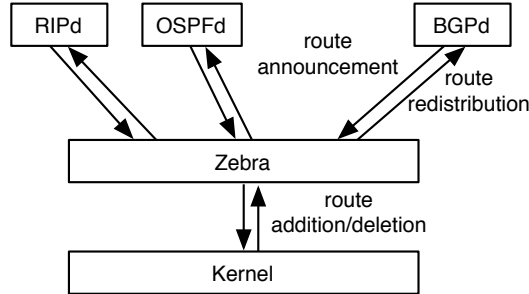 RIPd
OSPFd
BGPd
route
announcement
route
redistribution
Zebra
route
addition/deletion
Kernel